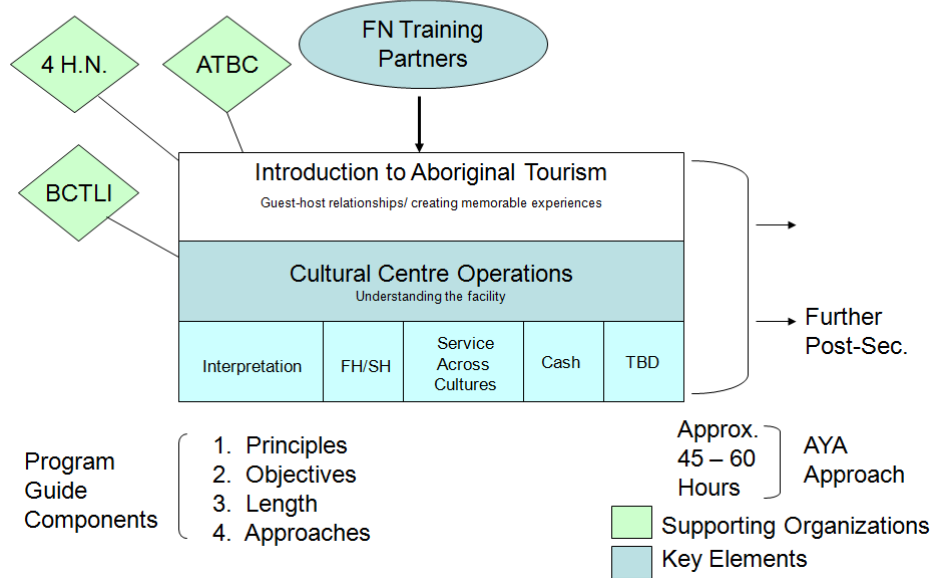 FN Training
Partners
4 H.N.
ATBC
BCTLI
Introduction to Aboriginal Tourism
Guest-host relationships/ creating memorable experiences
Cultural Centre Operations
Understanding the facility
Interpretation
FH/SH
Service
Across
Cultures
Cash
TBD
Further
Post-Sec.
Program
Guide
Components
1. Principles
2. Objectives
3. Length
4. Approaches
Approx.
45 – 60
Hours
AYA
Approach
Supporting Organizations
Key Elements